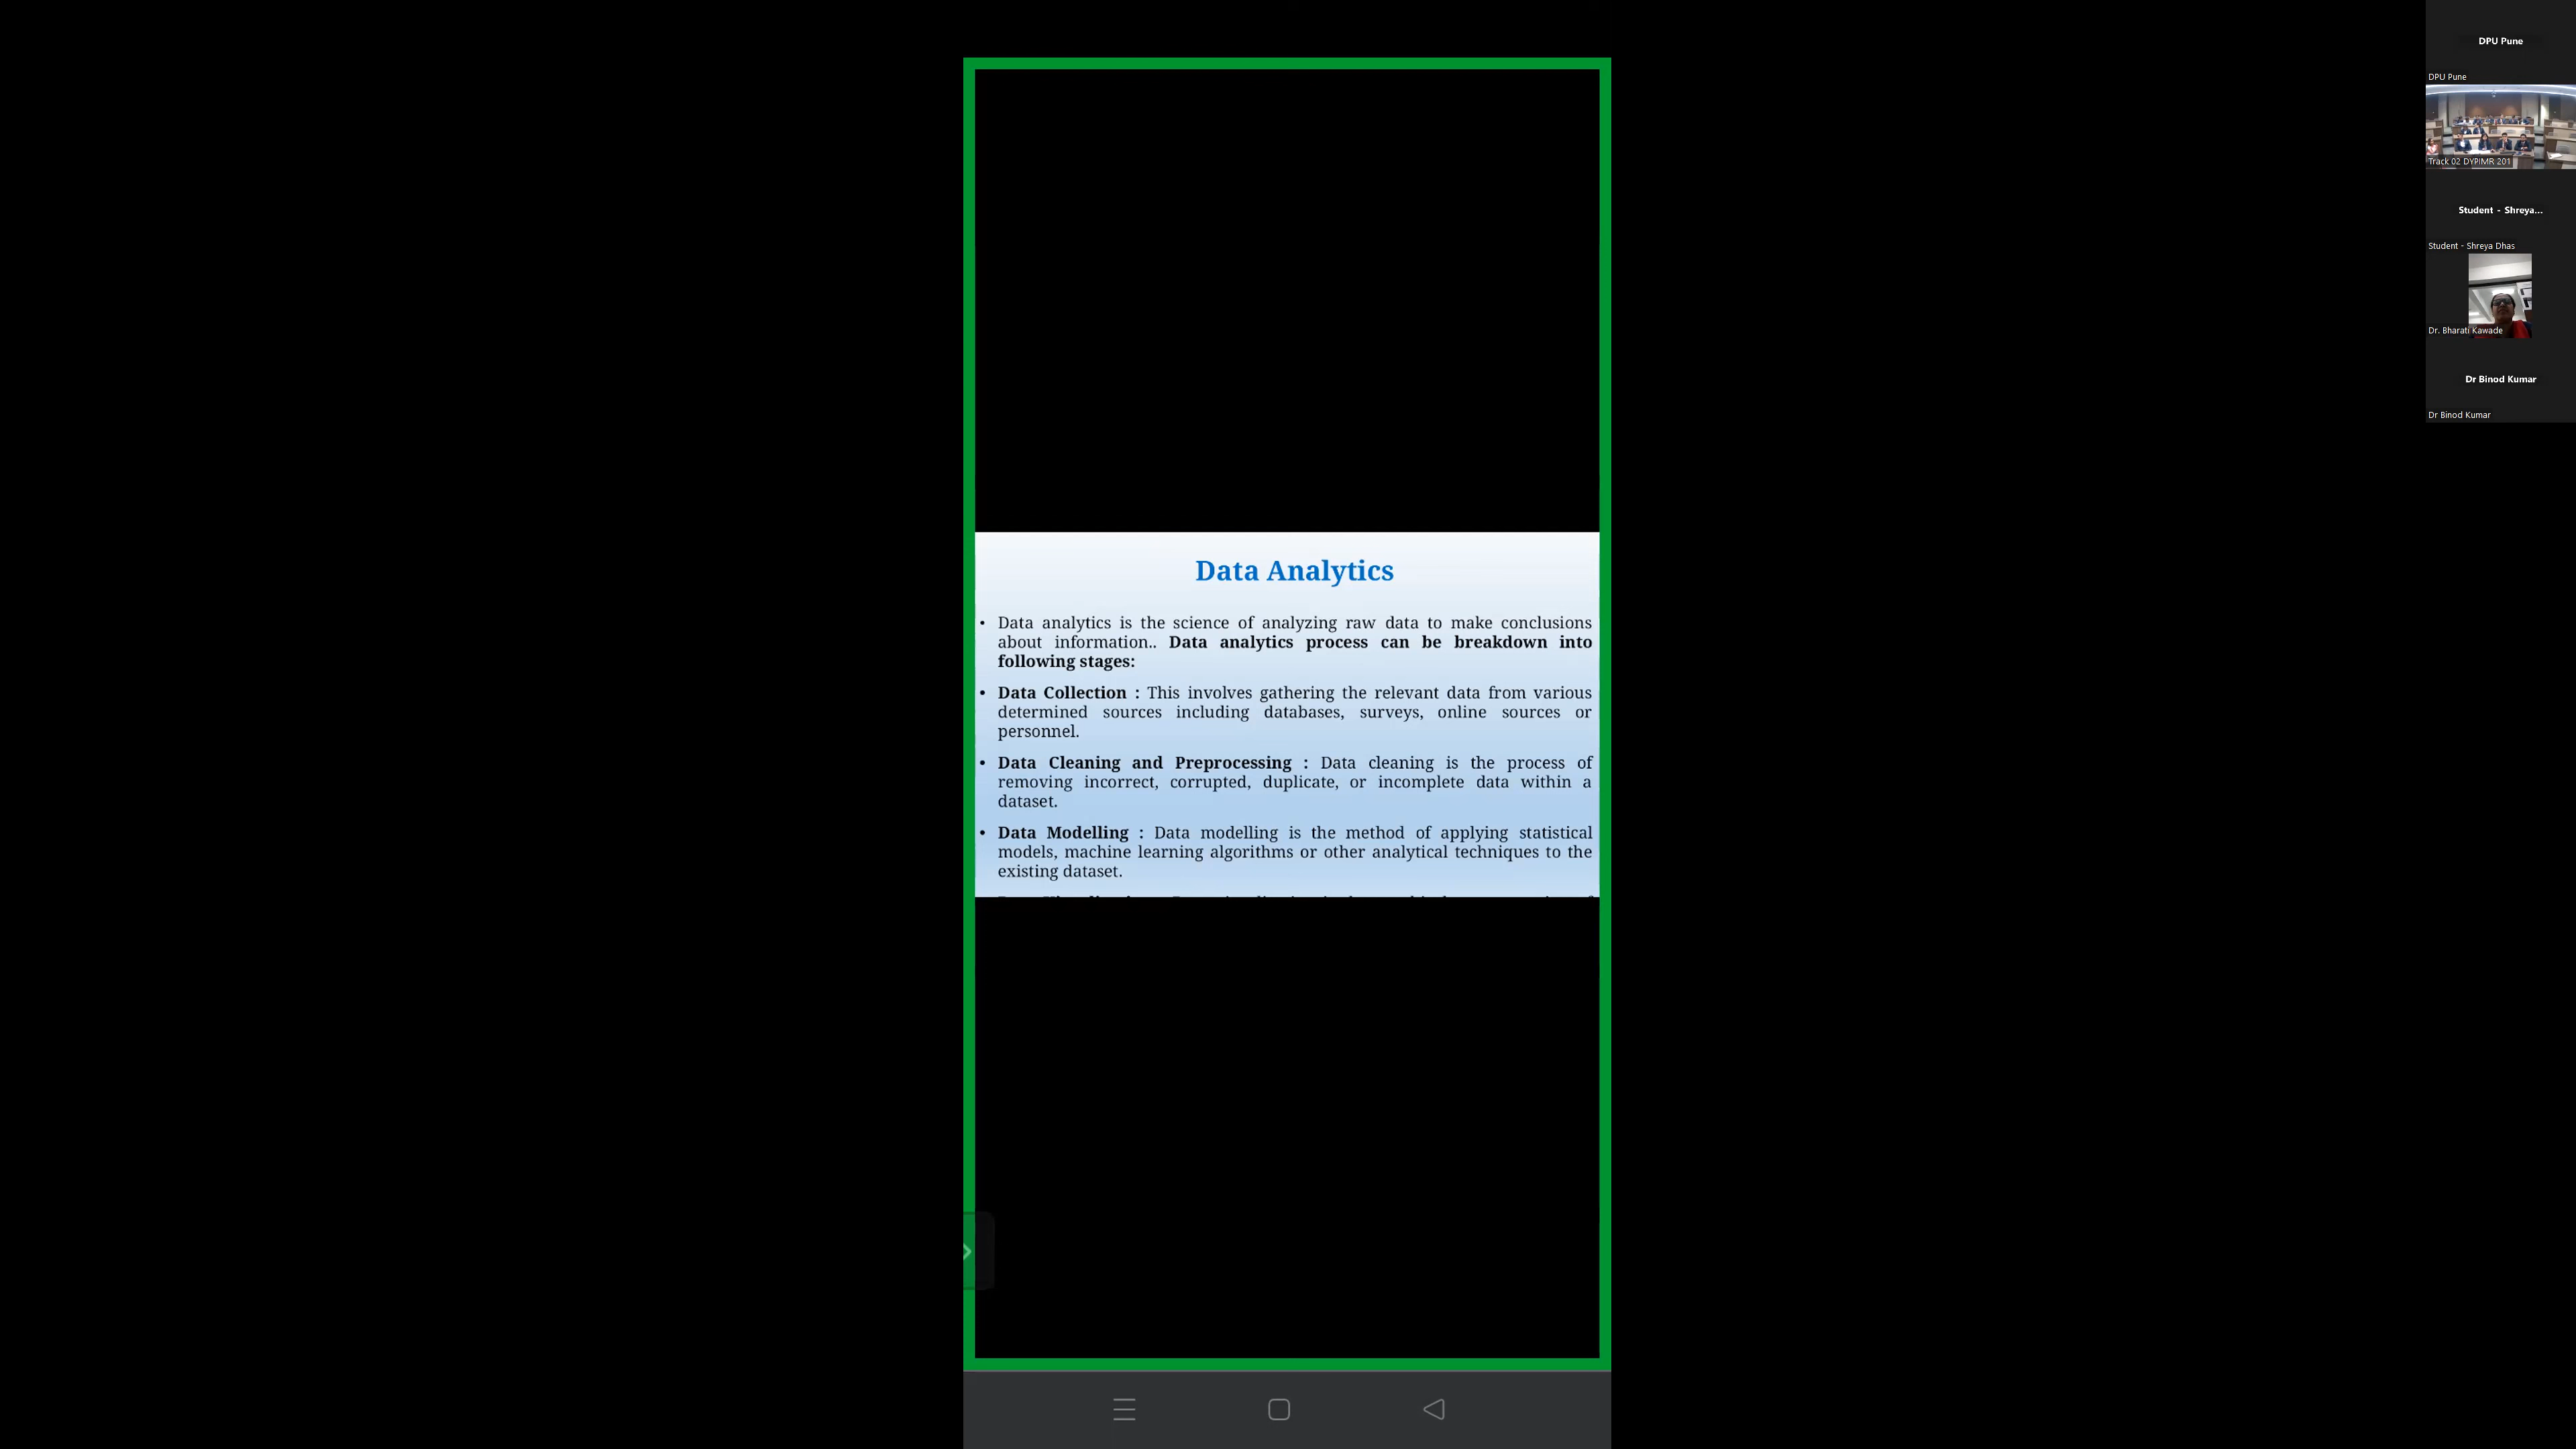 Data Analytics
• Data analytics is the science of analyzing raw data to make conclusions
about information.. Data analytics process can be breakdown into
following stages:
• Data Collection : This involves gathering the relevant data from various
determined sources including databases, surveys, online sources or
personnel.
• Data Cleaning and Preprocessing : Data cleaning is the process of
removing incorrect, corrupted, duplicate, or incomplete data within a
dataset.
• Data Modelling : Data modelling is the method of applying statistical
models, machine learning algorithms or other analytical techniques to the
existing dataset.
DPU Pune
DPU Pune
Track 02 DYPIMR 201
Student - Shreya...
Student - Shreya Dhas
Dr. Bharati Kawade
Dr Binod Kumar
Dr Binod Kumar